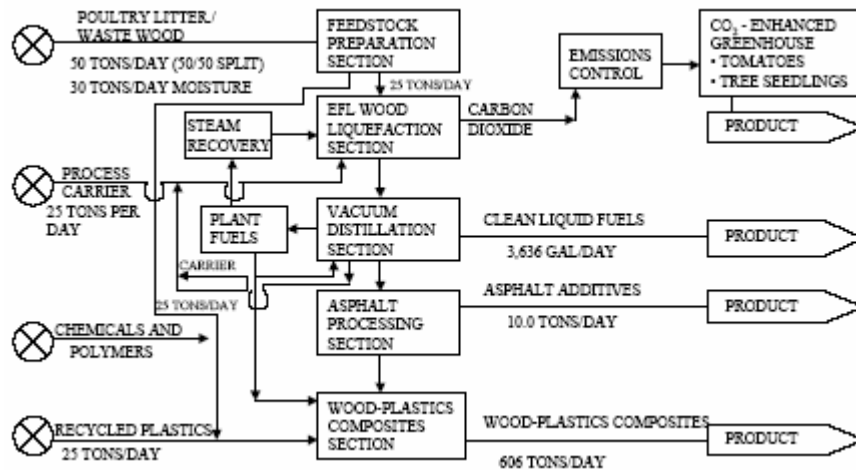 POULTRY LITTER/
WASTE WOOD
50 TONS/DAY (50/50 SPLIT)
30 TONS/DAY MOISTURE
FEEDSTOCK
PREPARATION
SECTION
25 TONS/DAY
EMISSIONS
CONTROL
CO₂ - ENHANCED
GREENHOUSE
• TOMATOES
• TREE SEEDLINGS
PRODUCT
STEAM
RECOVERY
EFL WOOD
LIQUEFACTION
SECTION
CARBON
DIOXIDE
PROCESS
CARRIER
25 TONS PER
DAY
PLANT
FUELS
VACUUM
DISTILLATION
SECTION
CLEAN LIQUID FUELS
3,636 GAL/DAY
PRODUCT
CARRIER
25 TONS/DAY
ASPHALT
PROCESSING
SECTION
ASPHALT ADDITIVES
10.0 TONS/DAY
PRODUCT
CHEMICALS AND
POLYMERS
RECYCLED PLASTICS
25 TONS/DAY
WOOD-PLASTICS
COMPOSITES
SECTION
WOOD-PLASTICS COMPOSITES
606 TONS/DAY
PRODUCT